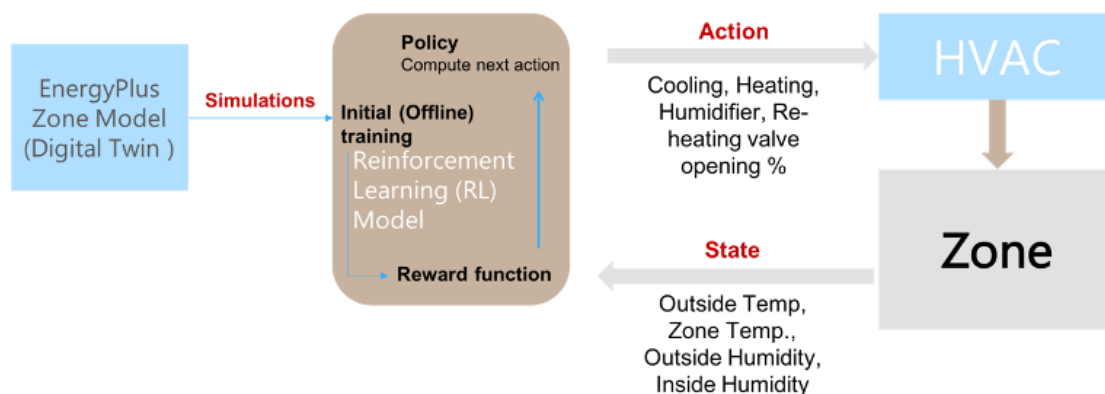 EnergyPlus
Zone Model
(Digital Twin )
Simulations
Policy
Compute next action
Initial (Offline)
training
Reinforcement
Learning (RL)
Model
Reward function
Action
Cooling, Heating,
Humidifier, Re-
heating valve
opening %
State
Outside Temp,
Zone Temp.,
Outside Humidity,
Inside Humidity
HVAC
Zone